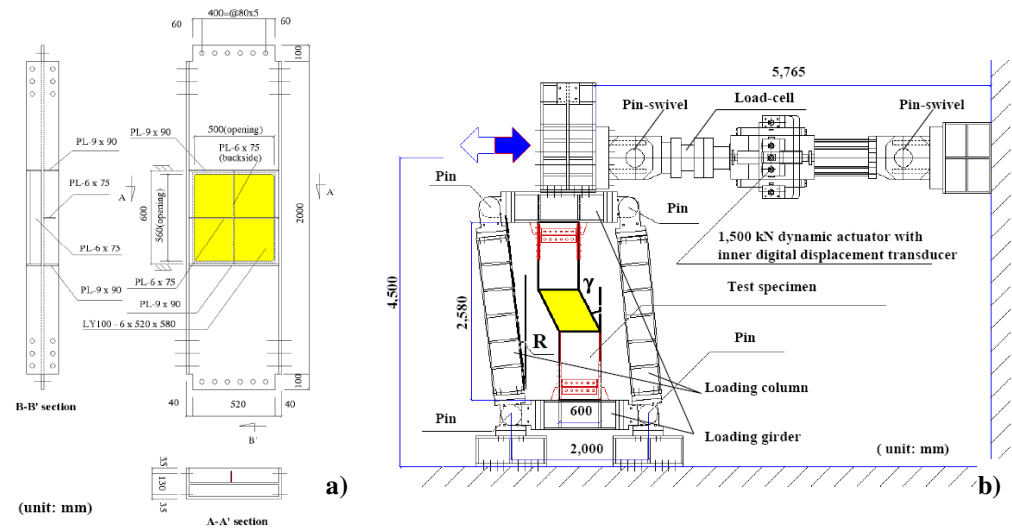 400=@80x5
60
60
100
PL-9 x 90
500(opening)
PL-6 x 75
(backside)
PL-9 x 90
PL-6 x 75
A
A'
600
560(opening)
2000
PL-6 x 75
PL-9 x 90
PL-6 x 75
PL-9 x 90
LY100 - 6 x 520 x 580
100
40
520
40
B-B' section
B'
35
130
35
(unit: mm)
A-A' section
a)
5,765
Pin-swivel
Load-cell
Pin-swivel
Pin
Pin
1,500 kN dynamic actuator with
inner digital displacement transducer
4,500
2,580
γ
Test specimen
R
Pin
Loading column
Pin
600
Loading girder
2,000
( unit: mm)
b)